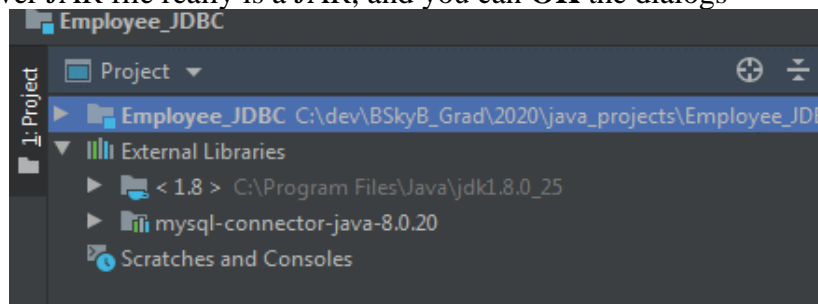 ver JAR file really is a JAR, and you can OK the dialogs
Employee_JDBC
1: Project
Project
Employee_JDBC C:\dev\BSkyB_Grad\2020\java_projects\Employee_JDB
External Libraries
< 1.8 > C:\Program Files\Java\jdk1.8.0_25
mysql-connector-java-8.0.20
Scratches and Consoles